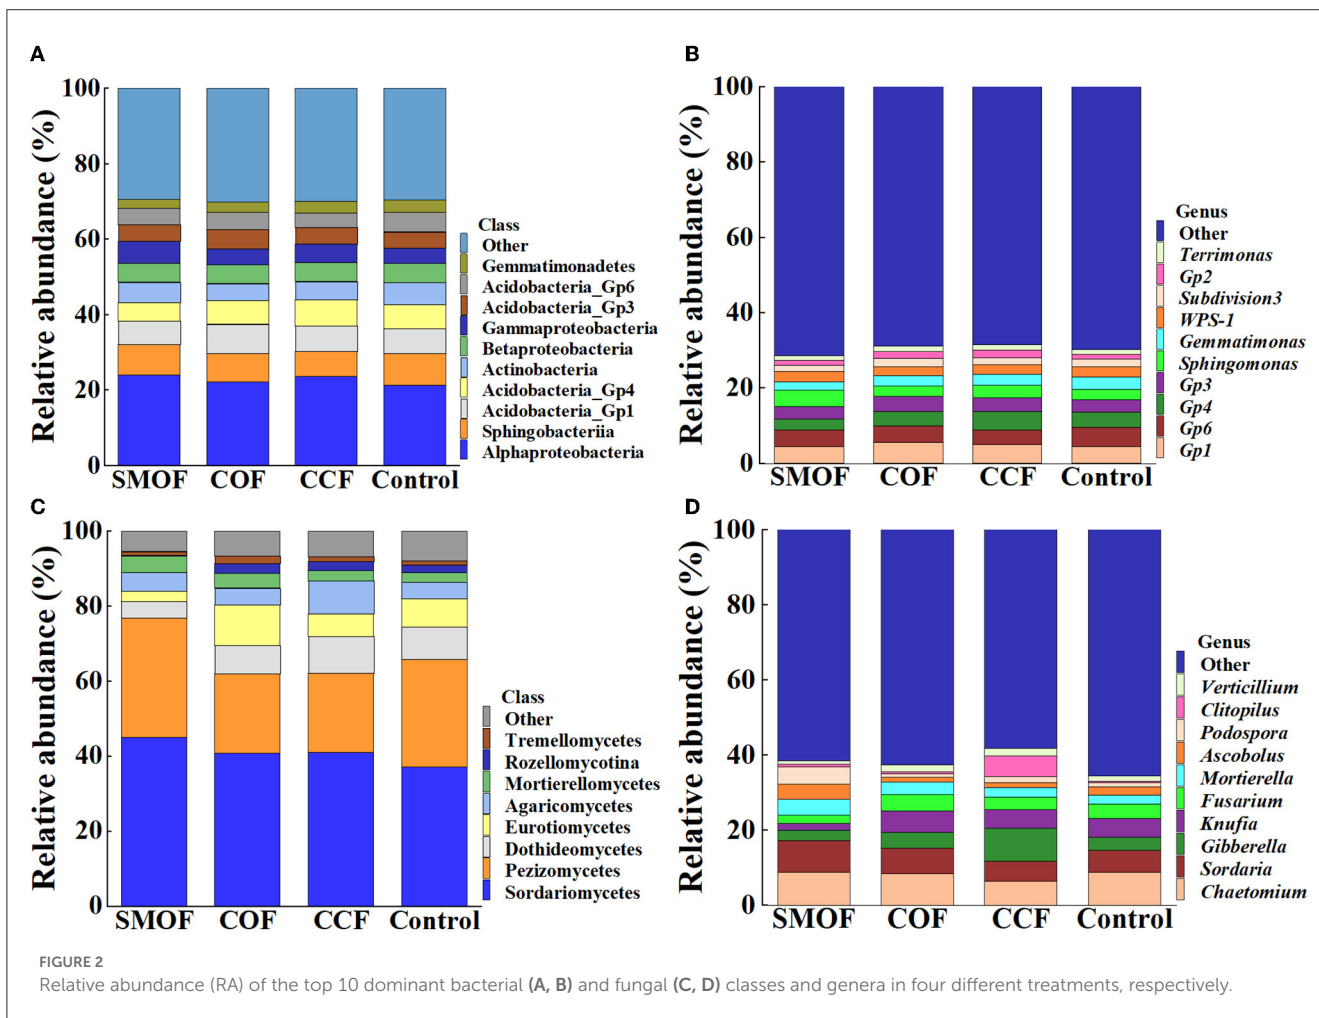 A
Relative abundance (%)
100
80
60
40
20
0
SMOF
COF
CCF
Control
Class
Other
Gemmatimonadetes
Acidobacteria_Gp6
Acidobacteria_Gp3
Gammaproteobacteria
Betaproteobacteria
Actinobacteria
Acidobacteria_Gp4
Acidobacteria_Gp1
Sphingobacteriia
Alphaproteobacteria
B
Relative abundance (%)
100
80
60
40
20
0
SMOF
COF
CCF
Control
Genus
Other
Terrimonas
Gp2
Subdivision3
WPS-1
Gemmatimonas
Sphingomonas
Gp3
Gp4
Gp6
Gp1
C
Relative abundance (%)
100
80
60
40
20
0
SMOF
COF
CCF
Control
Class
Other
Tremellomycetes
Rozellomycotina
Mortierellomycetes
Agaricomycetes
Eurotiomycetes
Dothideomycetes
Pezizomycetes
Sordariomycetes
D
Relative abundance (%)
100
80
60
40
20
0
SMOF
COF
CCF
Control
Genus
Other
Verticillium
Clitopilus
Podospora
Ascobolus
Mortierella
Fusarium
Knufia
Gibberella
Sordaria
Chaetomium
FIGURE 2
Relative abundance (RA) of the top 10 dominant bacterial (A, B) and fungal (C, D) classes and genera in four different treatments, respectively.